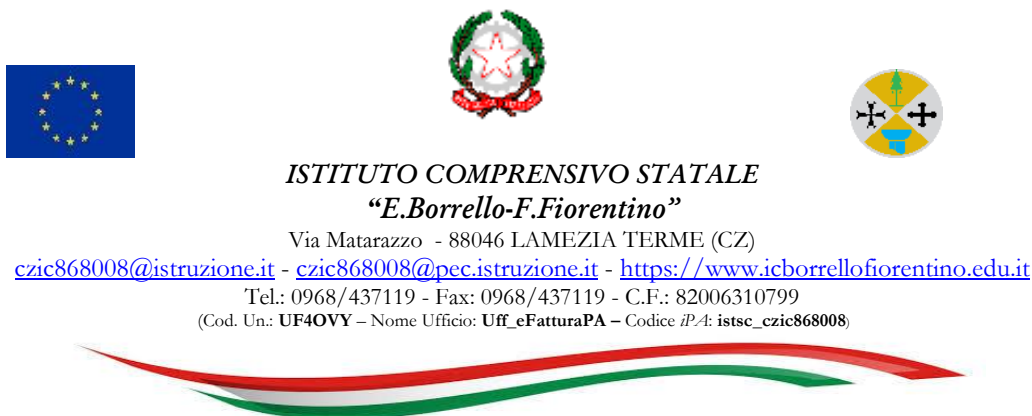 ISTITUTO COMPRENSIVO STATALE
“E.Borrello-F.Fiorentino”
Via Matarazzo - 88046 LAMEZIA TERME (CZ)
czic868008@istruzione.it - czic868008@pec.istruzione.it - https://www.icborrellofiorentino.edu.it
Tel.: 0968/437119 - Fax: 0968/437119 - C.F.: 82006310799
(Cod. Un.: UF4OVY – Nome Ufficio: Uff_eFatturaPA – Codice iPA: istsc_czic868008)